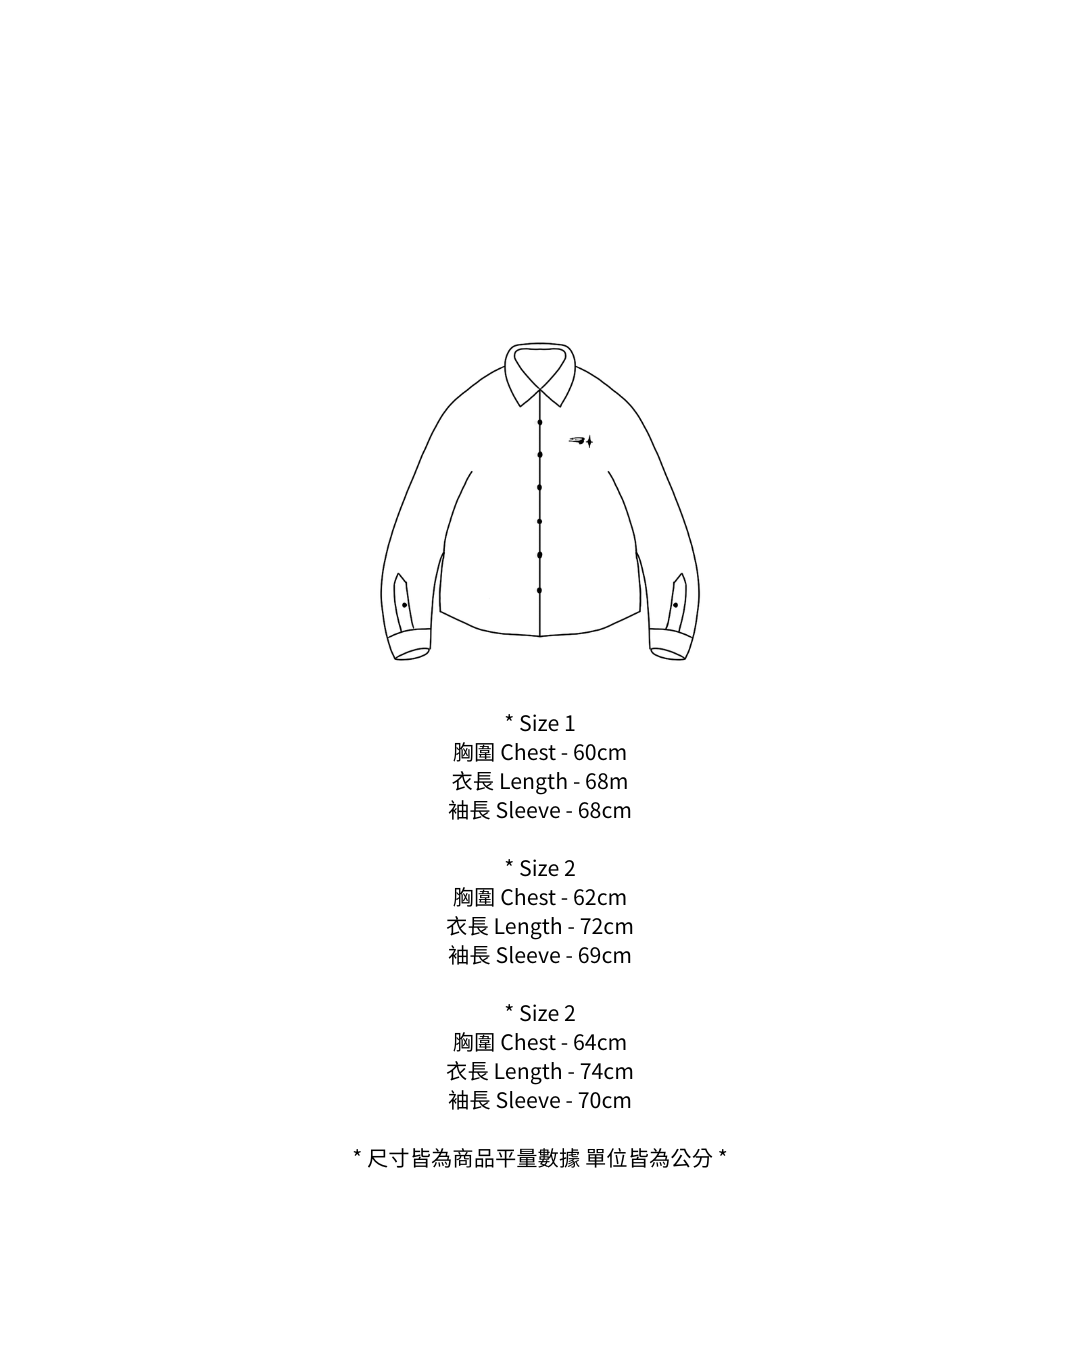 * Size 1
胸圍 Chest - 60cm
衣長 Length - 68m
袖長 Sleeve - 68cm
* Size 2
胸圍 Chest - 62cm
衣長 Length - 72cm
袖長 Sleeve - 69cm
* Size 2
胸圍 Chest - 64cm
衣長 Length - 74cm
袖長 Sleeve - 70cm
* 尺寸皆為商品平量數據 單位皆為公分 *